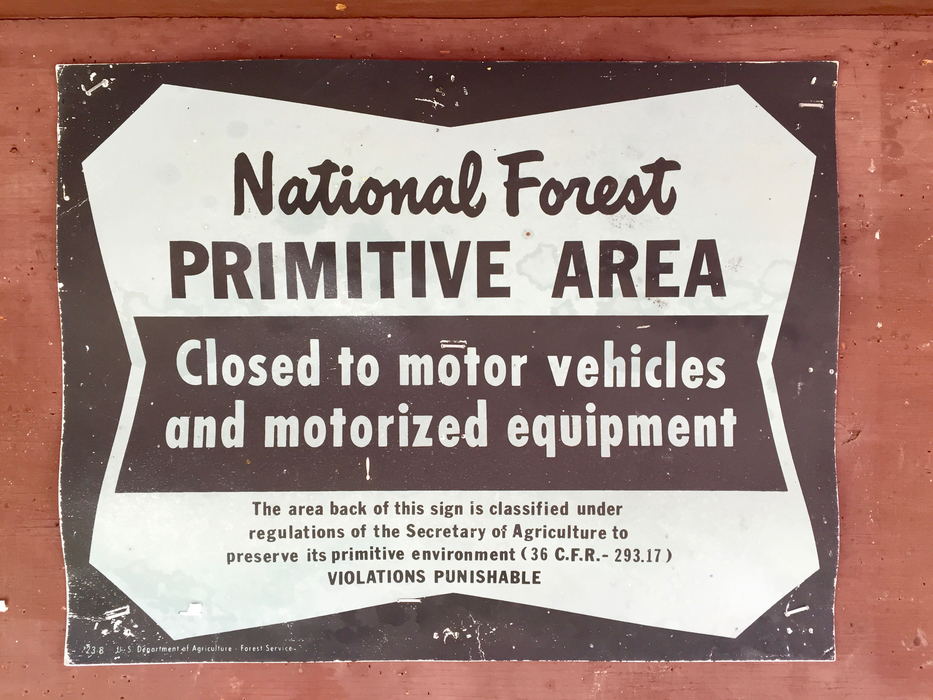 National Forest
PRIMITIVE AREA
Closed to motor vehicles
and motorized equipment
The area back of this sign is classified under
regulations of the Secretary of Agriculture to
preserve its primitive environment (36 C.F.R.- 293.17)
VIOLATIONS PUNISHABLE
U.S Department of Agriculture - Forest Service